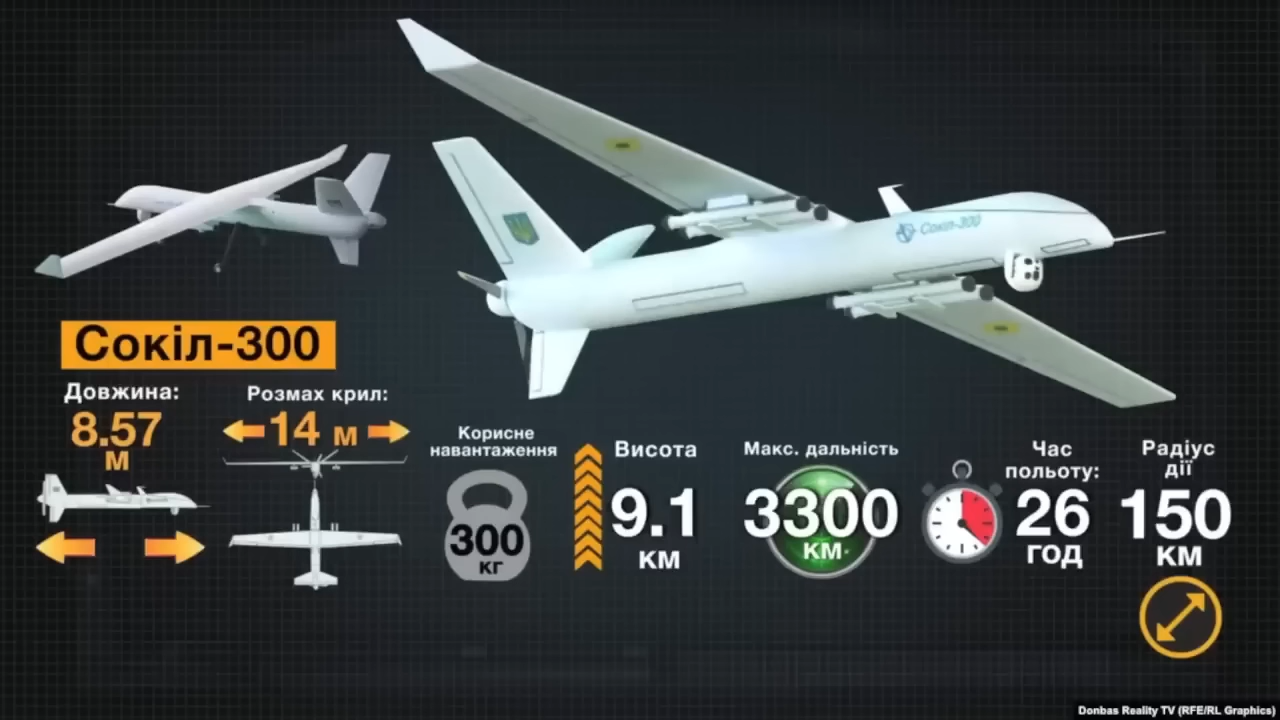 Сокіл-300
Сокіл-300
Довжина:
8.57
м
Розмах крил:
14 м
Корисне
навантаження
300
кг
Висота
9.1
км
Макс. дальність
3300
км
Час
польоту:
26
год
Радіус
дії
150
км
Donbas Reality TV (RFE/RL Graphics)